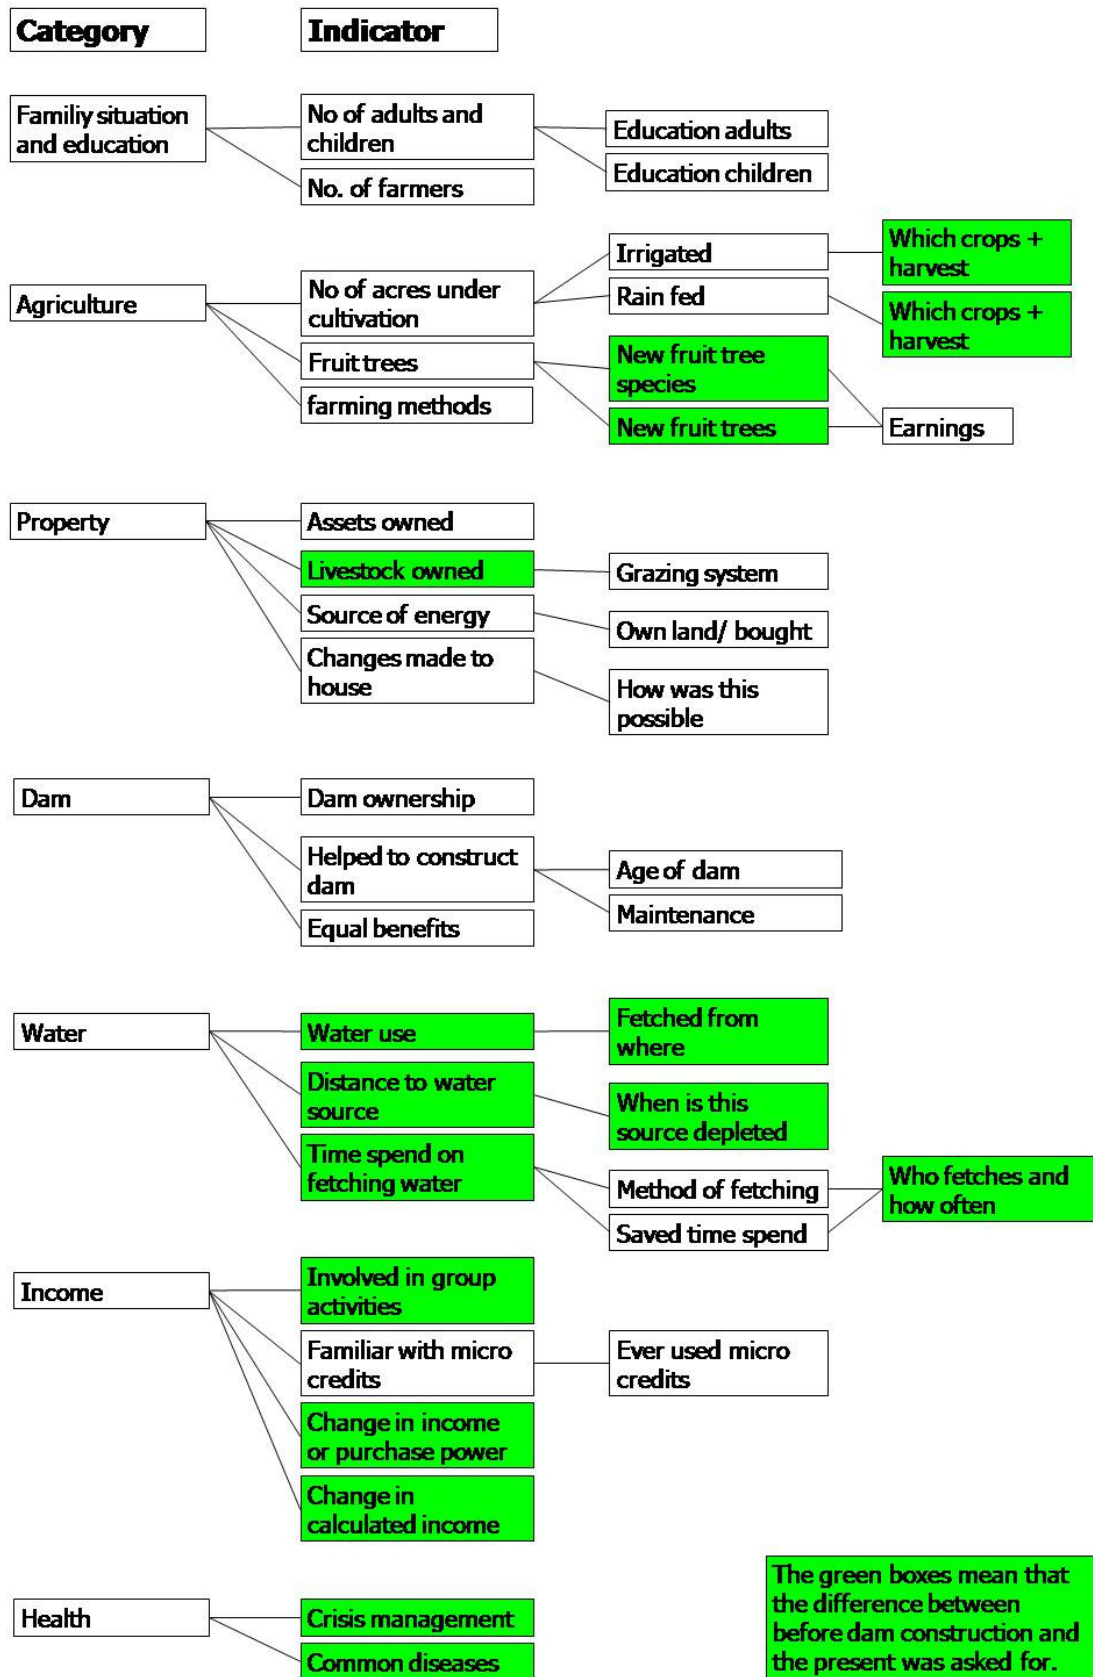 Category
Indicator
Familiy situation
and education
No of adults and
children
Education adults
Education children
No. of farmers
Agriculture
No of acres under
cultivation
Irrigated
Which crops +
harvest
Rain fed
Which crops +
harvest
Fruit trees
New fruit tree
species
New fruit trees
Earnings
farming methods
Property
Assets owned
Livestock owned
Grazing system
Source of energy
Own land/ bought
Changes made to
house
How was this
possible
Dam
Dam ownership
Helped to construct
dam
Age of dam
Maintenance
Equal benefits
Water
Water use
Fetched from
where
Distance to water
source
When is this
source depleted
Time spend on
fetching water
Method of fetching
Saved time spend
Who fetches and
how often
Income
Involved in group
activities
Familiar with micro
credits
Ever used micro
credits
Change in income
or purchase power
Change in
calculated income
Health
Crisis management
Common diseases
The green boxes mean that
the difference between
before dam construction and
the present was asked for.